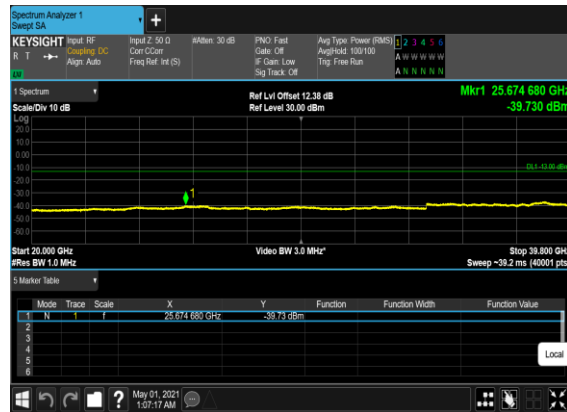 Spectrum Analyzer 1
Swept SA
+
KEYSIGHT Input: RF Input Z: 50 Ω #Atten: 30 dB PNO: Fast Avg Type: Power (RMS) 1 2 3 4 5 6
R T Coupling: DC Corr CCorr Gate: Off Avg|Hold: 100/100 A W W W W W
Align: Auto Freq Ref: Int (S) IF Gain: Low Trig: Free Run
Sig Track: Off A N N N N N
1 Spectrum Ref Lvl Offset 12.38 dB Mkr1 25.674 680 GHz
Scale/Div 10 dB Ref Level 30.00 dBm -39.730 dBm
Log
20.0
10.0
0.00
-10.0 DL1 -13.00 dBm
-20.0
-30.0
1
-40.0
-50.0
-60.0
Start 20.000 GHz Video BW 3.0 MHz* Stop 39.800 GHz
#Res BW 1.0 MHz Sweep ~39.2 ms (40001 pts)
5 Marker Table
Mode Trace Scale X Y Function Function Width Function Value
1 N 1 f 25.674 680 GHz -39.73 dBm
2
3
4
5
6
Local
? May 01, 2021
1:07:17 AM